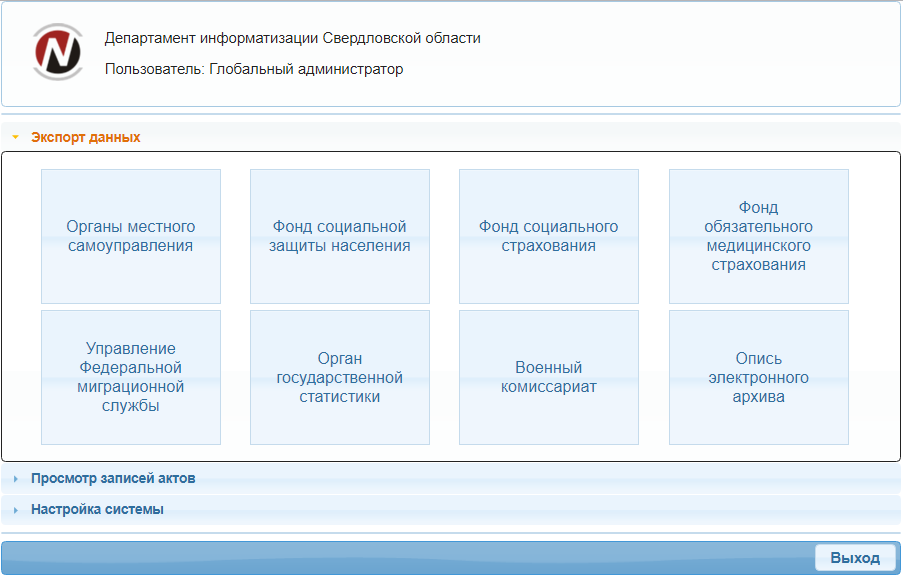 Департамент информатизации Свердловской области
Пользователь: Глобальный администратор
Экспорт данных
Органы местного
самоуправления
Фонд социальной
защиты населения
Фонд социального
страхования
Фонд
обязательного
медицинского
страхования
Управление
Федеральной
миграционной
службы
Орган
государственной
статистики
Военный
комиссариат
Опись
электронного
архива
Просмотр записей актов
Настройка системы
Выход